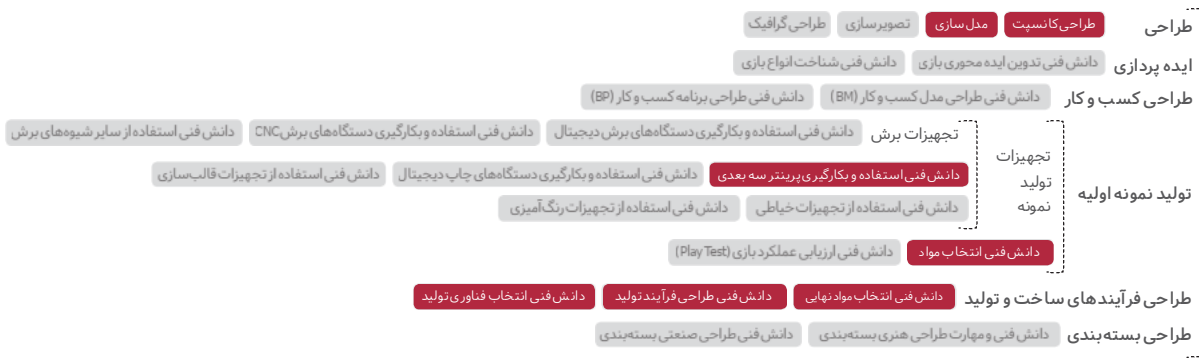 طراحی طراحی کانسپت مدل سازی تصویرسازی طراحی گرافیک
ایده پردازی دانش فنی تدوین ایده محوری بازی دانش فنی شناخت انواع بازی
طراحی کسب و کار دانش فنی طراحی مدل کسب و کار (BM) دانش فنی طراحی برنامه کسب و کار (BP)
تولید نمونه اولیه
تجهیزات
تولید
نمونه
تجهیزات برش دانش فنی استفاده و بکارگیری دستگاه‌های برش دیجیتال دانش فنی استفاده و بکارگیری دستگاه‌های برش CNC دانش فنی استفاده از سایر شیوه‌های برش
دانش فنی استفاده و بکارگیری پرینتر سه بعدی دانش فنی استفاده و بکارگیری دستگاه‌های چاپ دیجیتال دانش فنی استفاده از تجهیزات قالب‌سازی
دانش فنی استفاده از تجهیزات خیاطی دانش فنی استفاده از تجهیزات رنگ‌آمیزی
دانش فنی انتخاب مواد دانش فنی ارزیابی عملکرد بازی (Play Test)
طراحی فرآیندهای ساخت و تولید دانش فنی انتخاب مواد نهایی دانش فنی طراحی فرآیند تولید دانش فنی انتخاب فناوری تولید
طراحی بسته‌بندی دانش فنی و مهارت طراحی هنری بسته‌بندی دانش فنی طراحی صنعتی بسته‌بندی